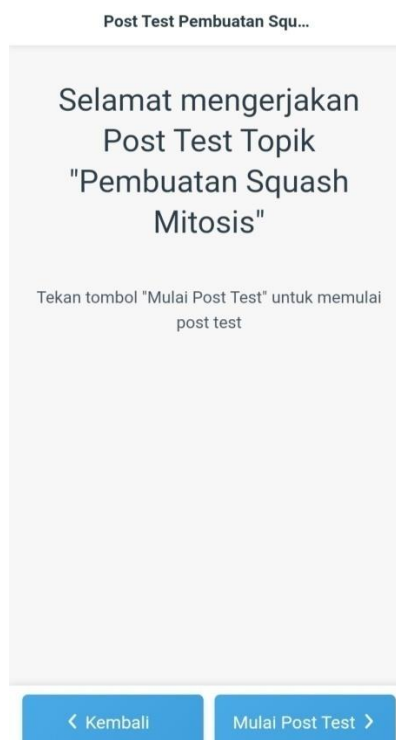 Post Test Pembuatan Squ...
Selamat mengerjakan
Post Test Topik
"Pembuatan Squash
Mitosis"
Tekan tombol "Mulai Post Test" untuk memulai
post test
Kembali
Mulai Post Test